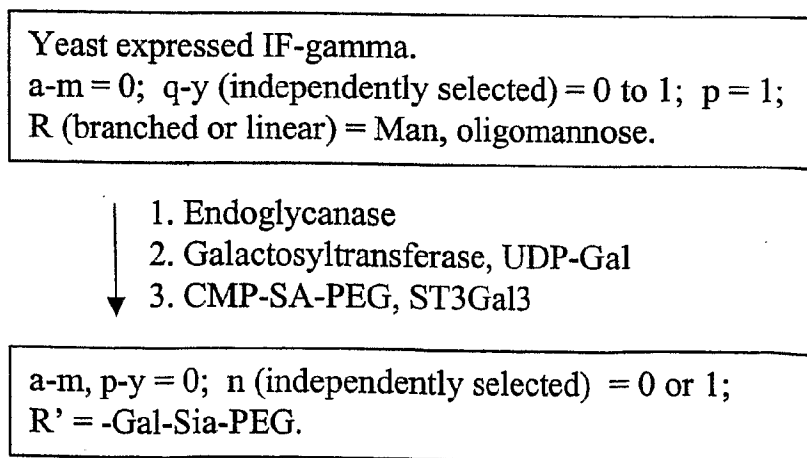 Yeast expressed IF-gamma.
a-m = 0; q-y (independently selected) = 0 to 1; p = 1;
R (branched or linear) = Man, oligomannose.
1. Endoglycanase
2. Galactosyltransferase, UDP-Gal
3. CMP-SA-PEG, ST3Gal3
a-m, p-y = 0; n (independently selected) = 0 or 1;
R' = -Gal-Sia-PEG.